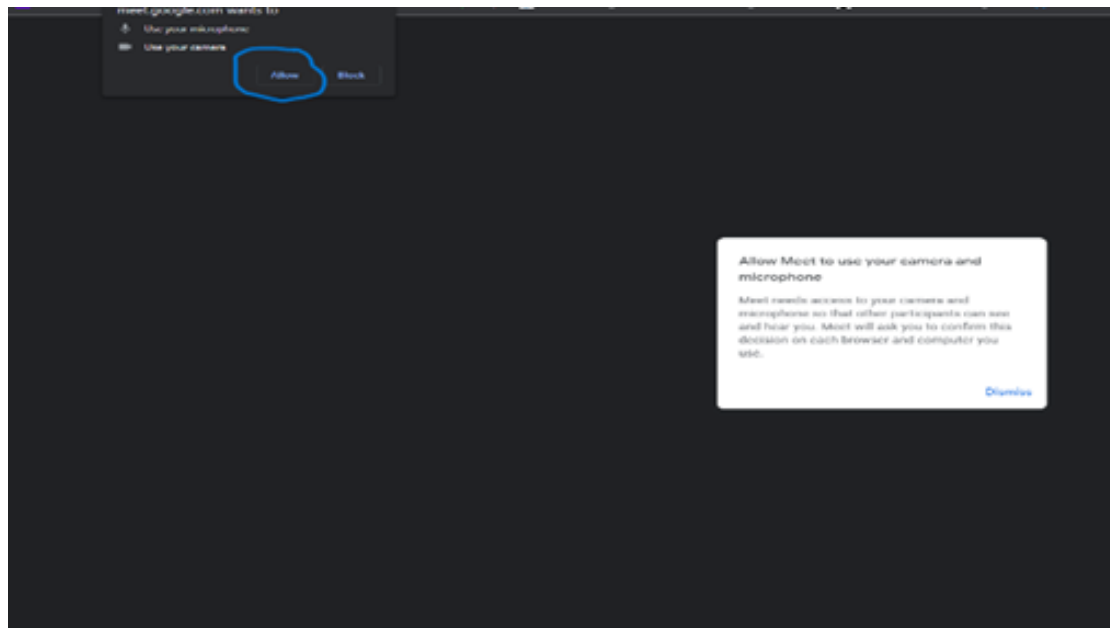 meet.google.com wants to
Use your microphone
Use your camera
Allow
Block
Allow Meet to use your camera and
microphone
Meet needs access to your camera and
microphone so that other participants can see
and hear you. Meet will ask you to confirm this
decision on each browser and computer you
use.
Dismiss